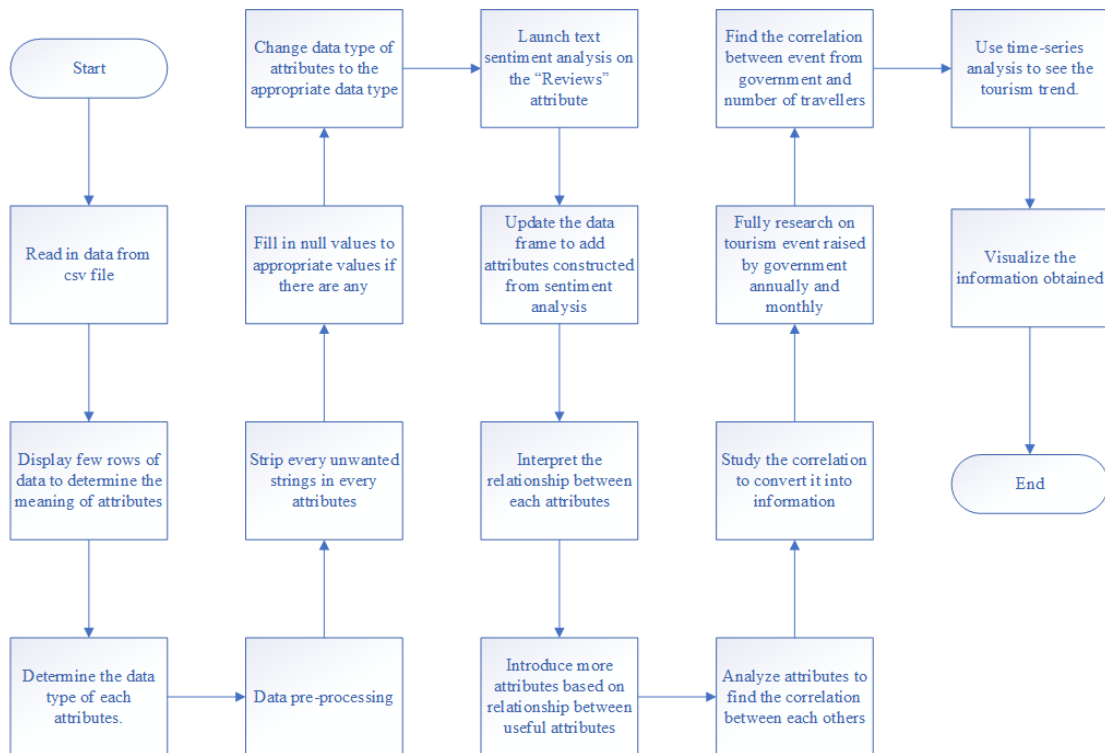 Start
Read in data from
csv file
Display few rows of
data to determine the
meaning of attributes
Determine the data
type of each
attributes.
Data pre-processing
Strip every unwanted
strings in every
attributes
Fill in null values to
appropriate values if
there are any
Change data type of
attributes to the
appropriate data type
Launch text
sentiment analysis on
the “Reviews”
attribute
Update the data
frame to add
attributes constructed
from sentiment
analysis
Interpret the
relationship between
each attributes
Introduce more
attributes based on
relationship between
useful attributes
Analyze attributes to
find the correlation
between each others
Study the correlation
to convert it into
information
Fully research on
tourism event raised
by government
annually and
monthly
Find the correlation
between event from
government and
number of travellers
Use time-series
analysis to see the
tourism trend.
Visualize the
information obtained
End